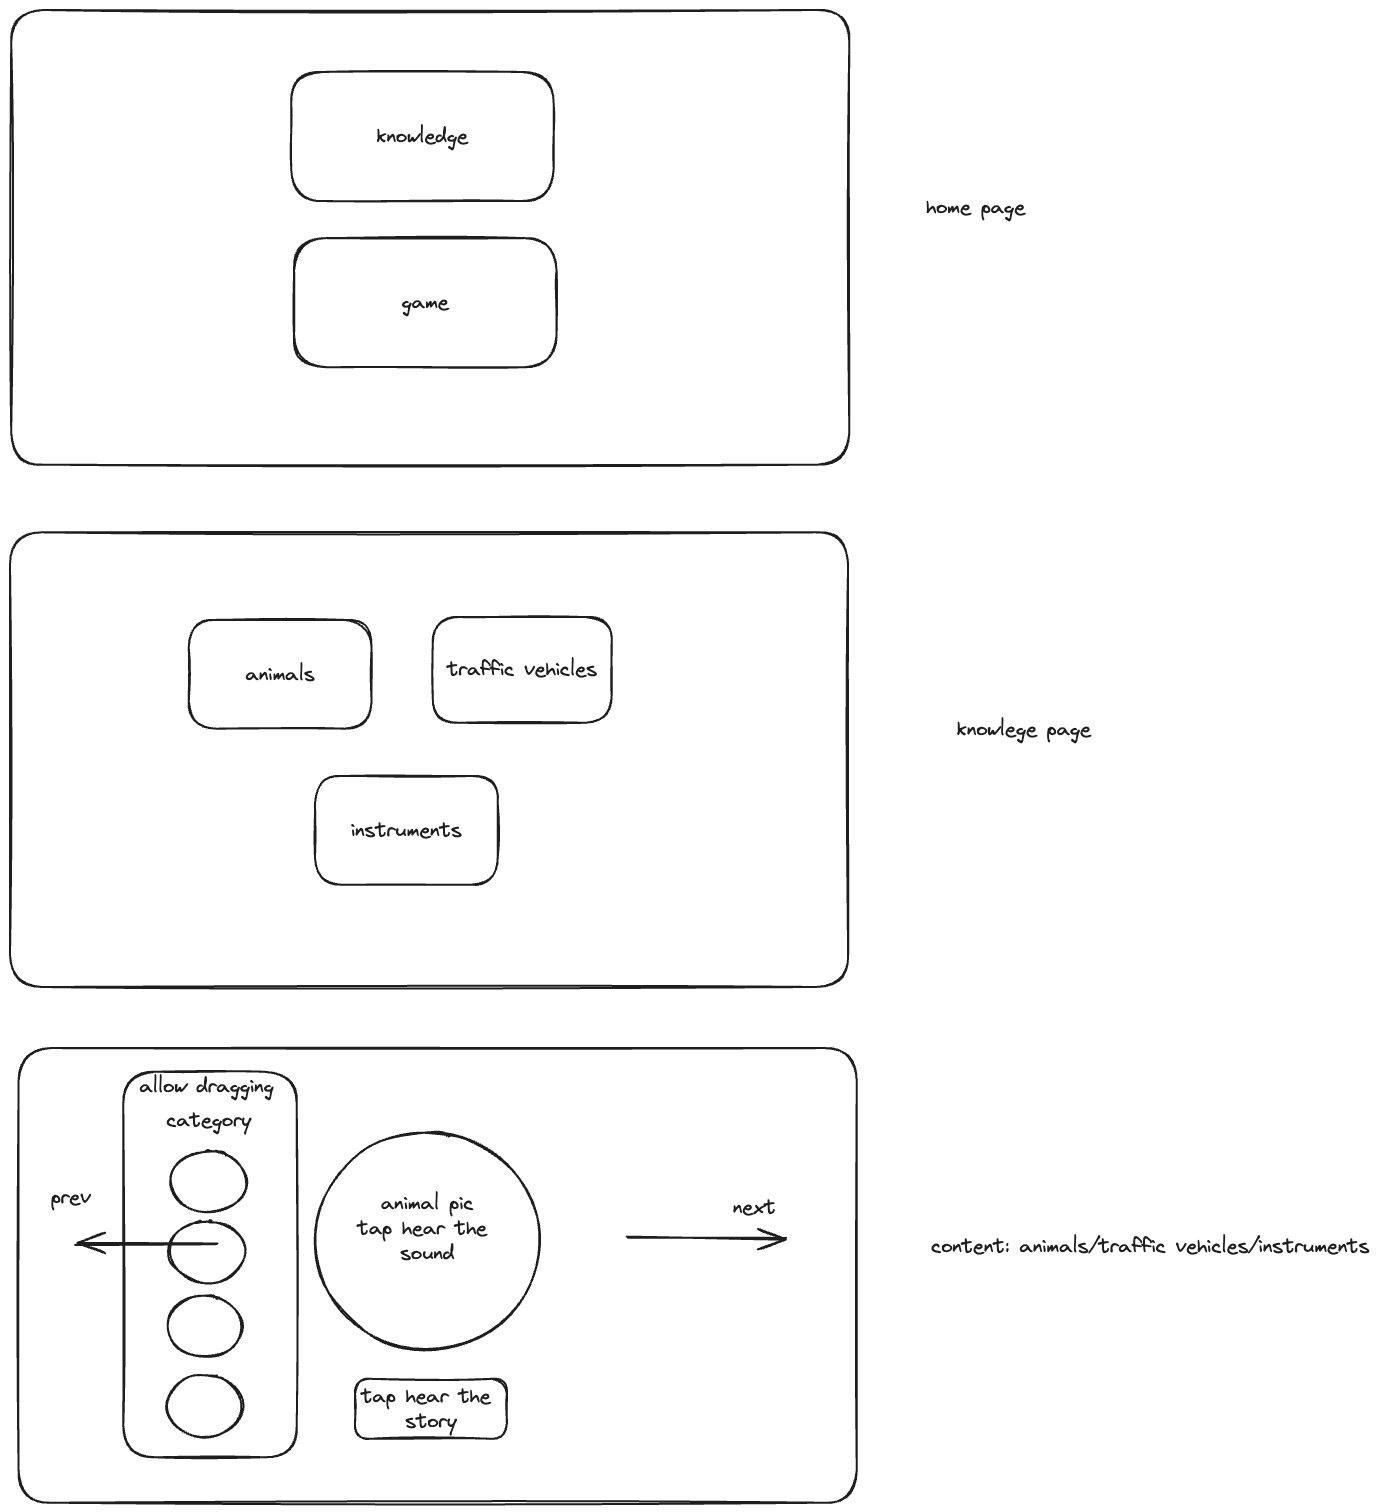 knowledge
home page
game
animals
traffic vehicles
knowlege page
instruments
allow dragging
category
prev
animal pic
tap hear the
sound
next
content: animals/traffic vehicles/instruments
tap hear the
story